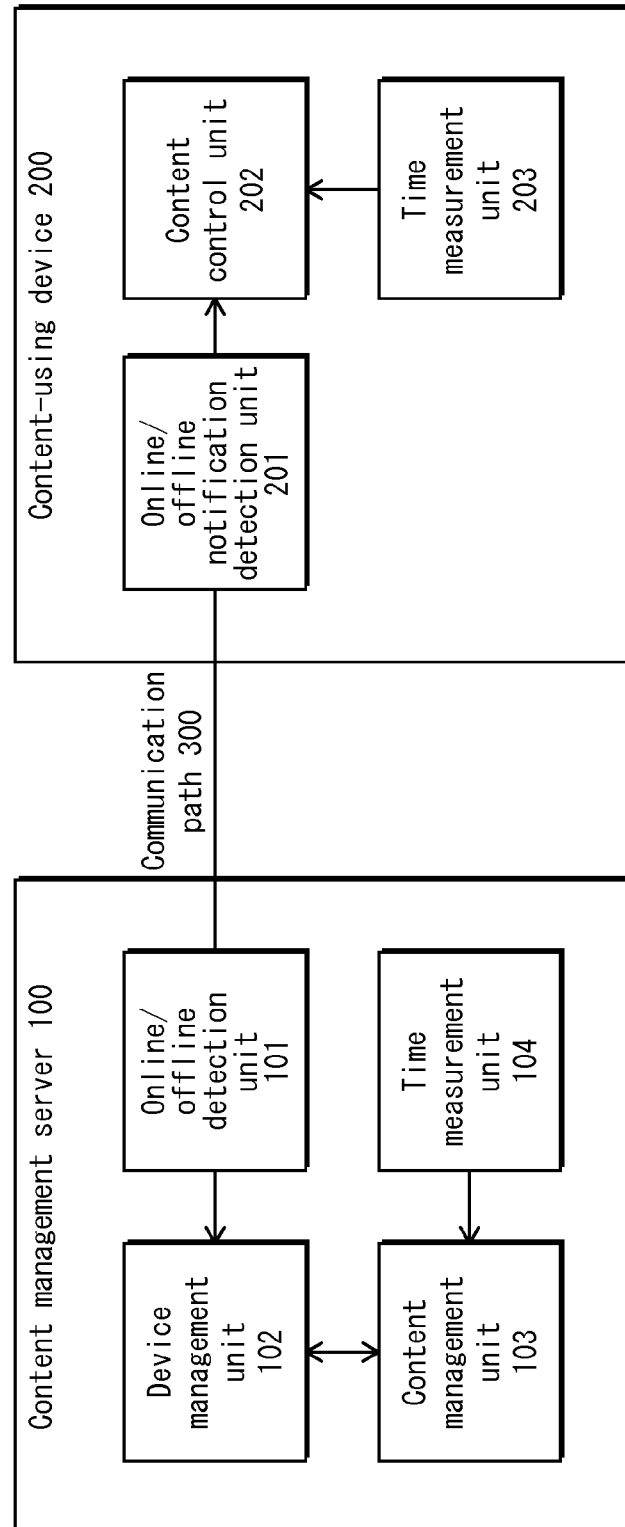 Content management server 100
Device
management
unit
102
Online/
offline
detection
unit
101
Content
management
unit
103
Time
measurement
unit
104
Communication
path 300
Content-using device 200
Online/
offline
notification
detection unit
201
Content
control unit
202
Time
measurement
unit
203